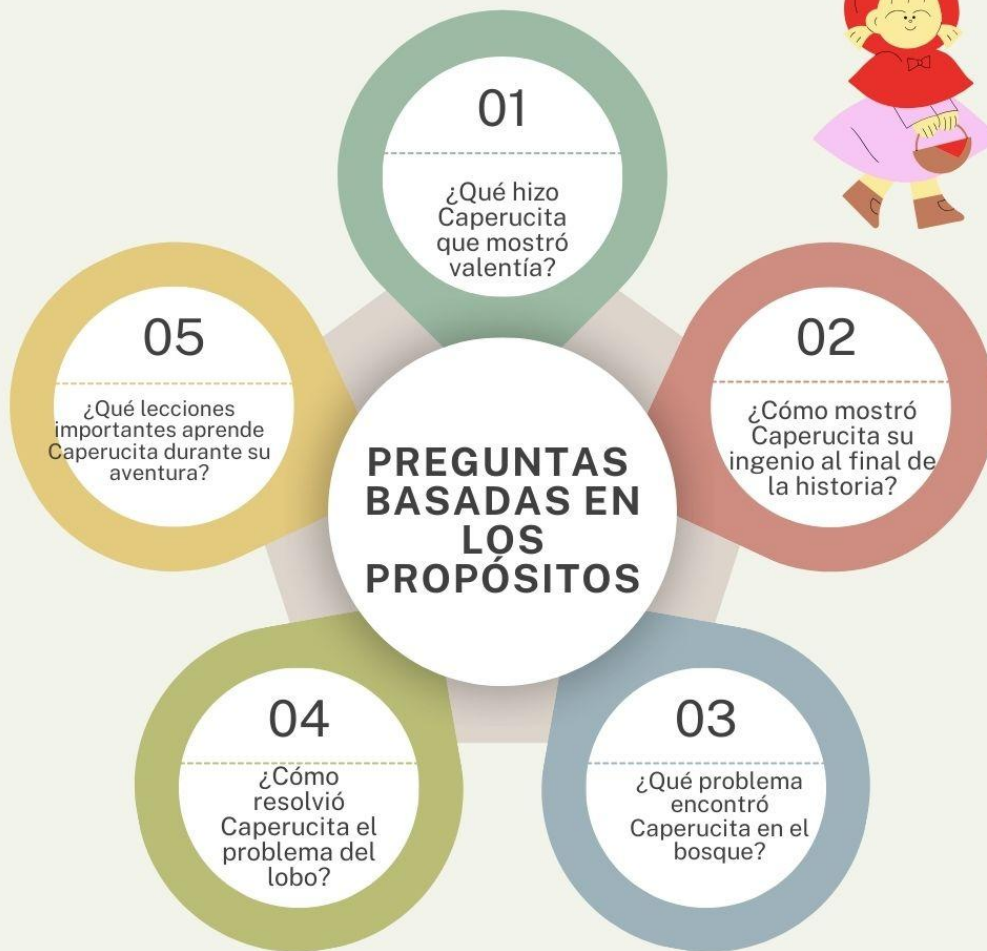 01
¿Qué hizo
Caperucita
que mostró
valentía?
02
¿Cómo mostró
Caperucita su
ingenio al final de
la historia?
03
¿Qué problema
encontró
Caperucita en el
bosque?
04
¿Cómo
resolvió
Caperucita el
problema del
lobo?
05
¿Qué lecciones
importantes aprende
Caperucita durante su
aventura?
PREGUNTAS
BASADAS EN
LOS
PROPÓSITOS